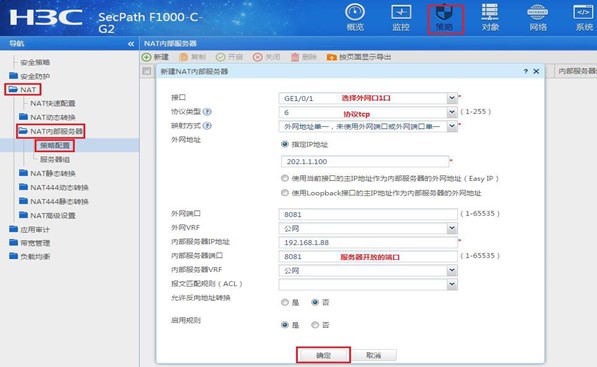 H3C
SecPath F1000-C-G2
概览
监控
策略
对象
网络
系统
导航
安全策略
安全防护
NAT
NAT快速配置
NAT动态转换
NAT内部服务器
策略配置
服务器组
NAT静态转换
NAT444动态转换
NAT444静态转换
NAT高级设置
应用审计
带宽管理
负载均衡
NAT内部服务器
新建 复制 开启 关闭 删除 按页面显示导出
接口
内部服务器
新建NAT内部服务器 ? ×
接口 GE1/0/1 选择外网口1口 *
协议类型 ? 6 协议tcp (1-255)
映射方式 ? 外网地址单一，未使用外网端口或外网端口单一 *
外网地址 指定IP地址
202.1.1.100 *
使用当前接口的主IP地址作为内部服务器的外网地址（Easy IP）
使用Loopback接口的主IP地址作为内部服务器的外网地址
外网端口 8081 (1-65535)
外网VRF 公网
内部服务器IP地址 192.168.1.88 *
内部服务器端口 8081 服务器开放的端口 (1-65535)
内部服务器VRF 公网
报文匹配规则（ACL）
允许反向地址转换 是 否
启用规则 是 否
确定 取消